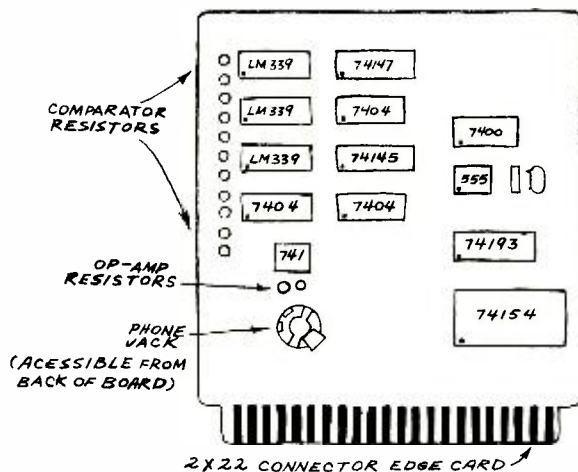 LM339
74147
COMPARATOR
RESISTORS
LM339
7404
7400
LM339
74145
555
7404
7404
741
74193
OP-AMP
RESISTORS
74154
PHONE
JACK
(ACESSIBLE FROM
BACK OF BOARD)
2X22 CONNECTOR EDGE CARD